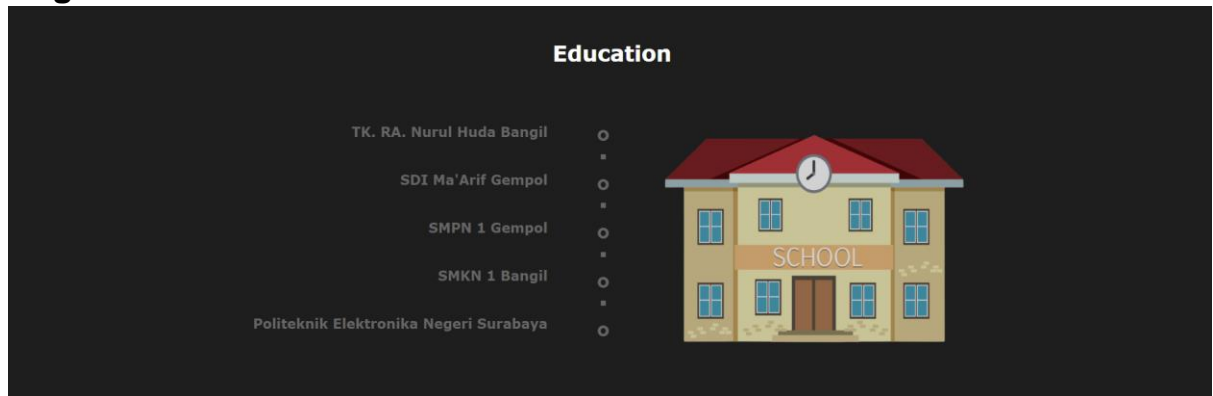 Education
TK. RA. Nurul Huda Bangil
SDI Ma'Arif Gempol
SMPN 1 Gempol
SMKN 1 Bangil
Politeknik Elektronika Negeri Surabaya
SCHOOL